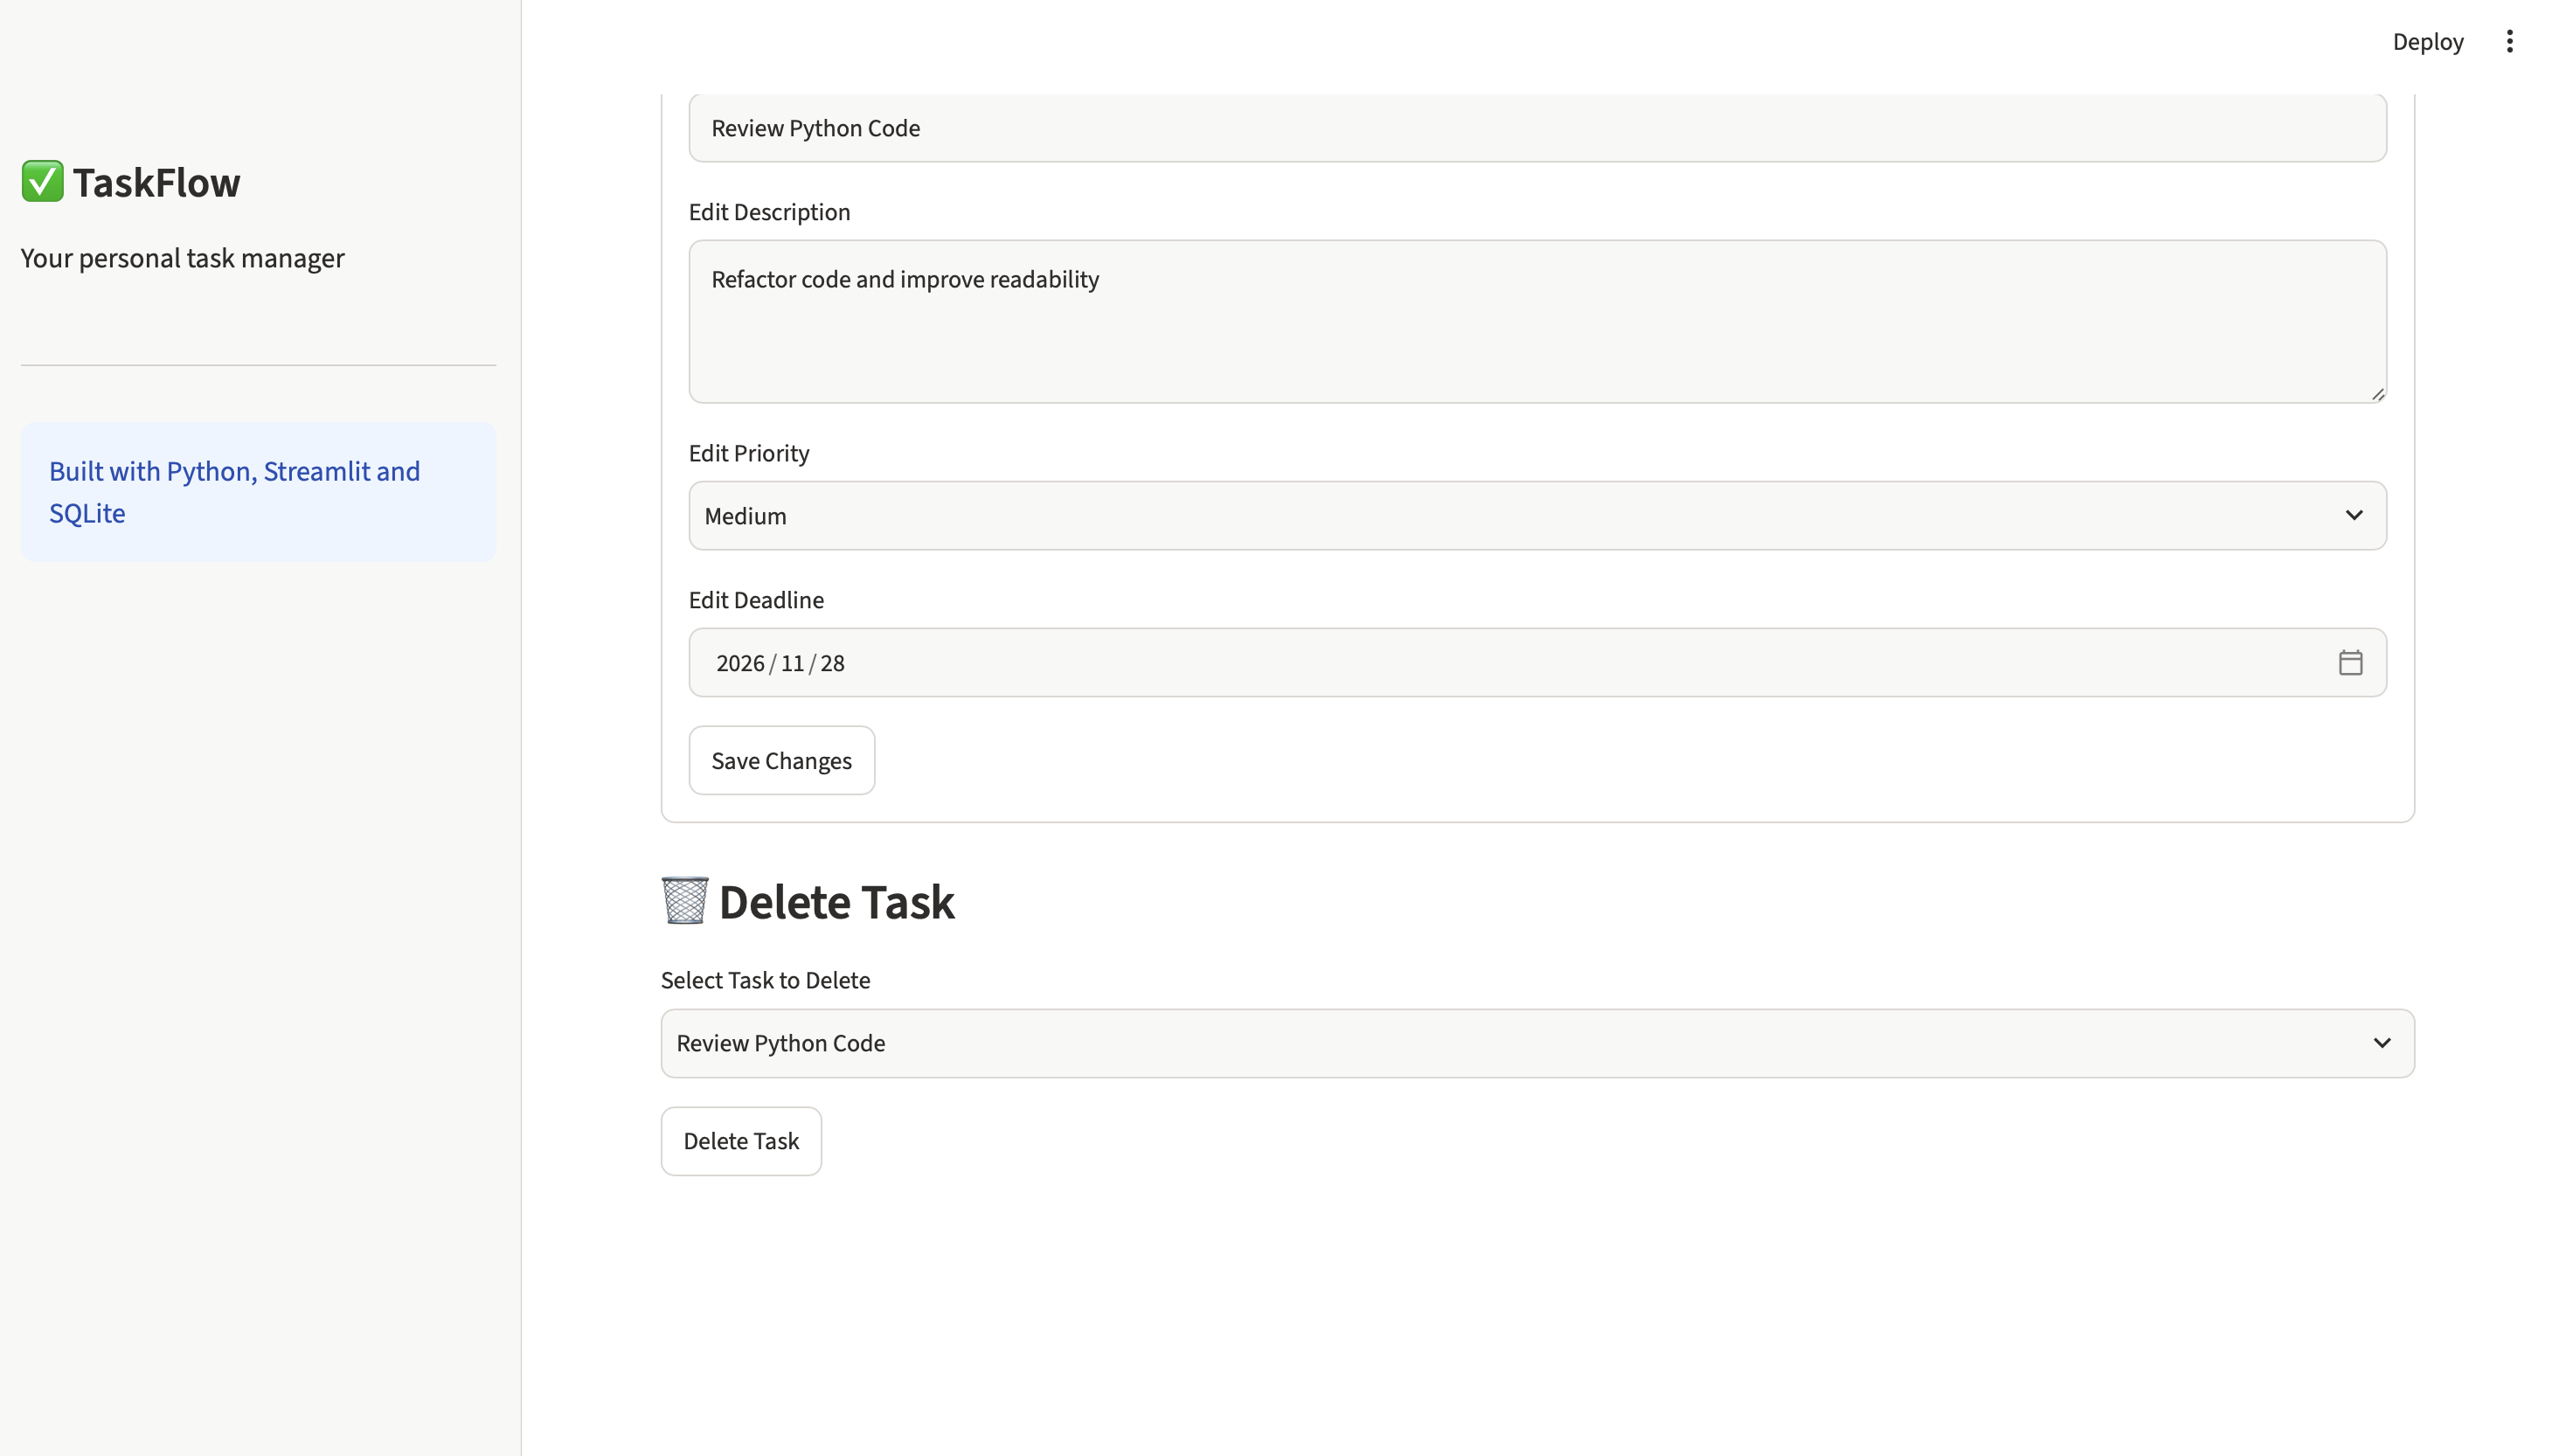 Deploy
✅ TaskFlow
Your personal task manager
Built with Python, Streamlit and
SQLite
Review Python Code
Edit Description
Refactor code and improve readability
Edit Priority
Medium
Edit Deadline
2026 / 11 / 28
Save Changes
🗑️ Delete Task
Select Task to Delete
Review Python Code
Delete Task